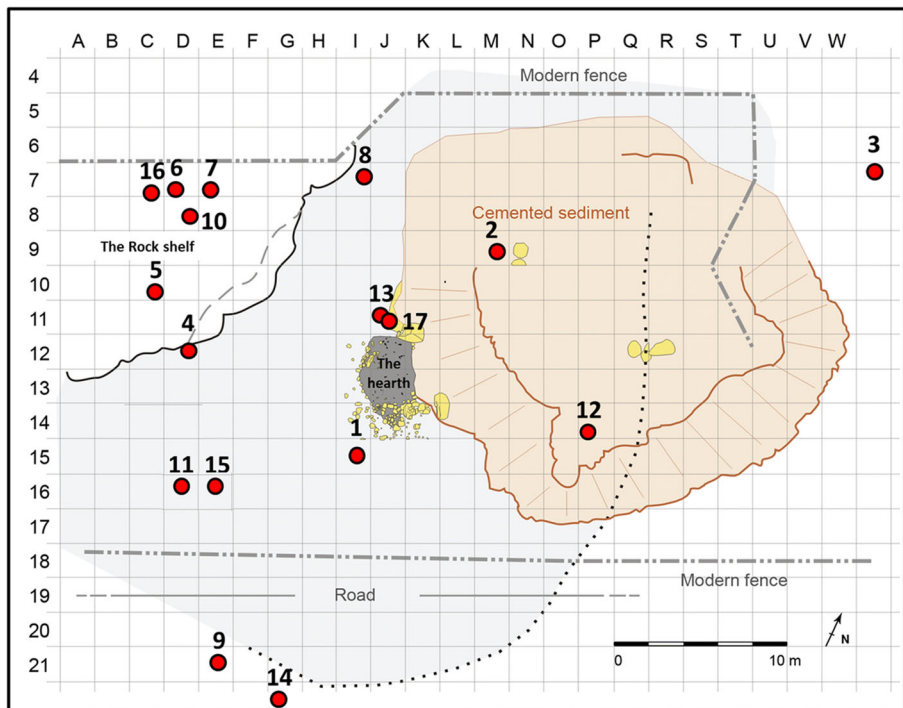 A B C D E F G H I J K L M N O P Q R S T U V W
4 Modern fence
5
6 8 3
7 16 6 7
8 10 Cemented sediment
9 The Rock shelf 2
10 5
11 4 13 17
12 The
13 hearth
14 1 12
15
16 11 15
17
18 Modern fence
19 Road
20 9 N
21 14 0 10 m